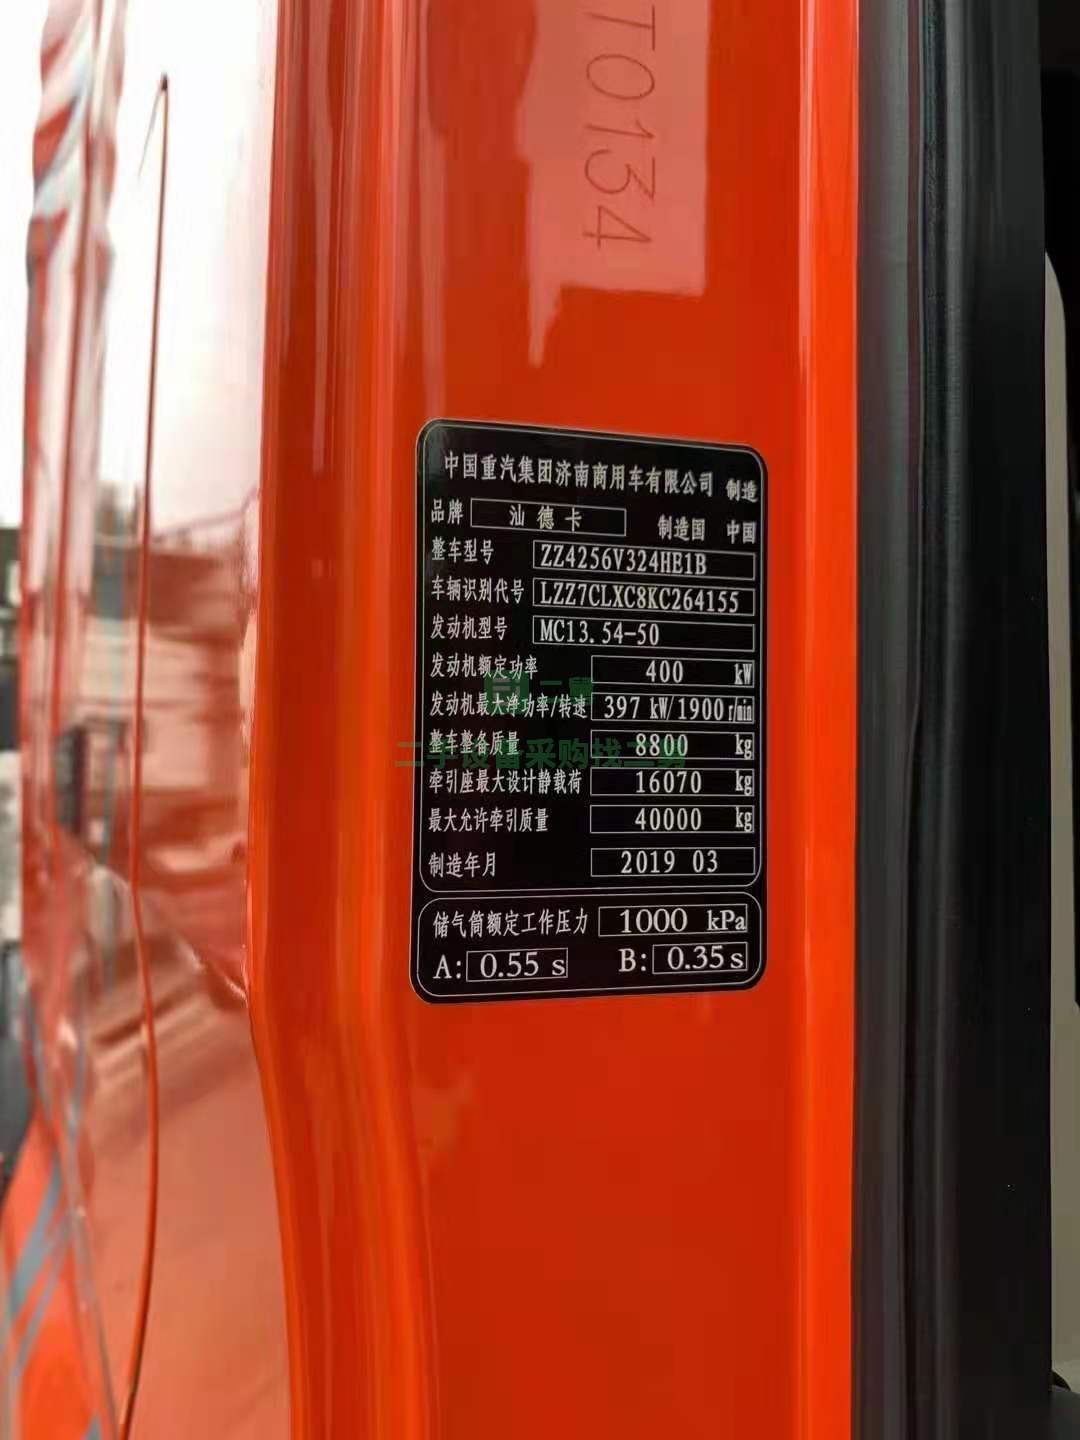 T0134
中国重汽集团济南商用车有限公司 制造
品牌 汕德卡 制造国 中国
整车型号 ZZ4256V324HE1B
车辆识别代号 LZZ7CLXC8KC264155
发动机型号 MC13.54-50
发动机额定功率 400 kW
发动机最大净功率/转速 397 kW/1900r/min
整车整备质量 8800 kg
牵引座最大设计静载荷 16070 kg
最大允许牵引质量 40000 kg
制造年月 2019 03
储气筒额定工作压力 1000 kPa
A: 0.55 s B: 0.35 s
二舅
二手设备采购找二舅